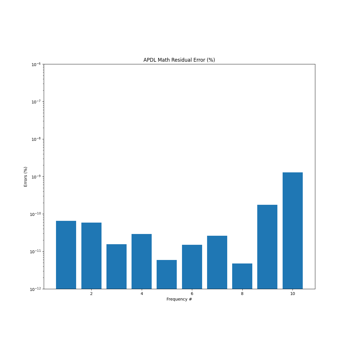 APDL Math Residual Error (%)
10⁻⁶
10⁻⁷
10⁻⁸
10⁻⁹
10⁻¹⁰
10⁻¹¹
10⁻¹²
Errors (%)
2 4 6 8 10
Frequency #